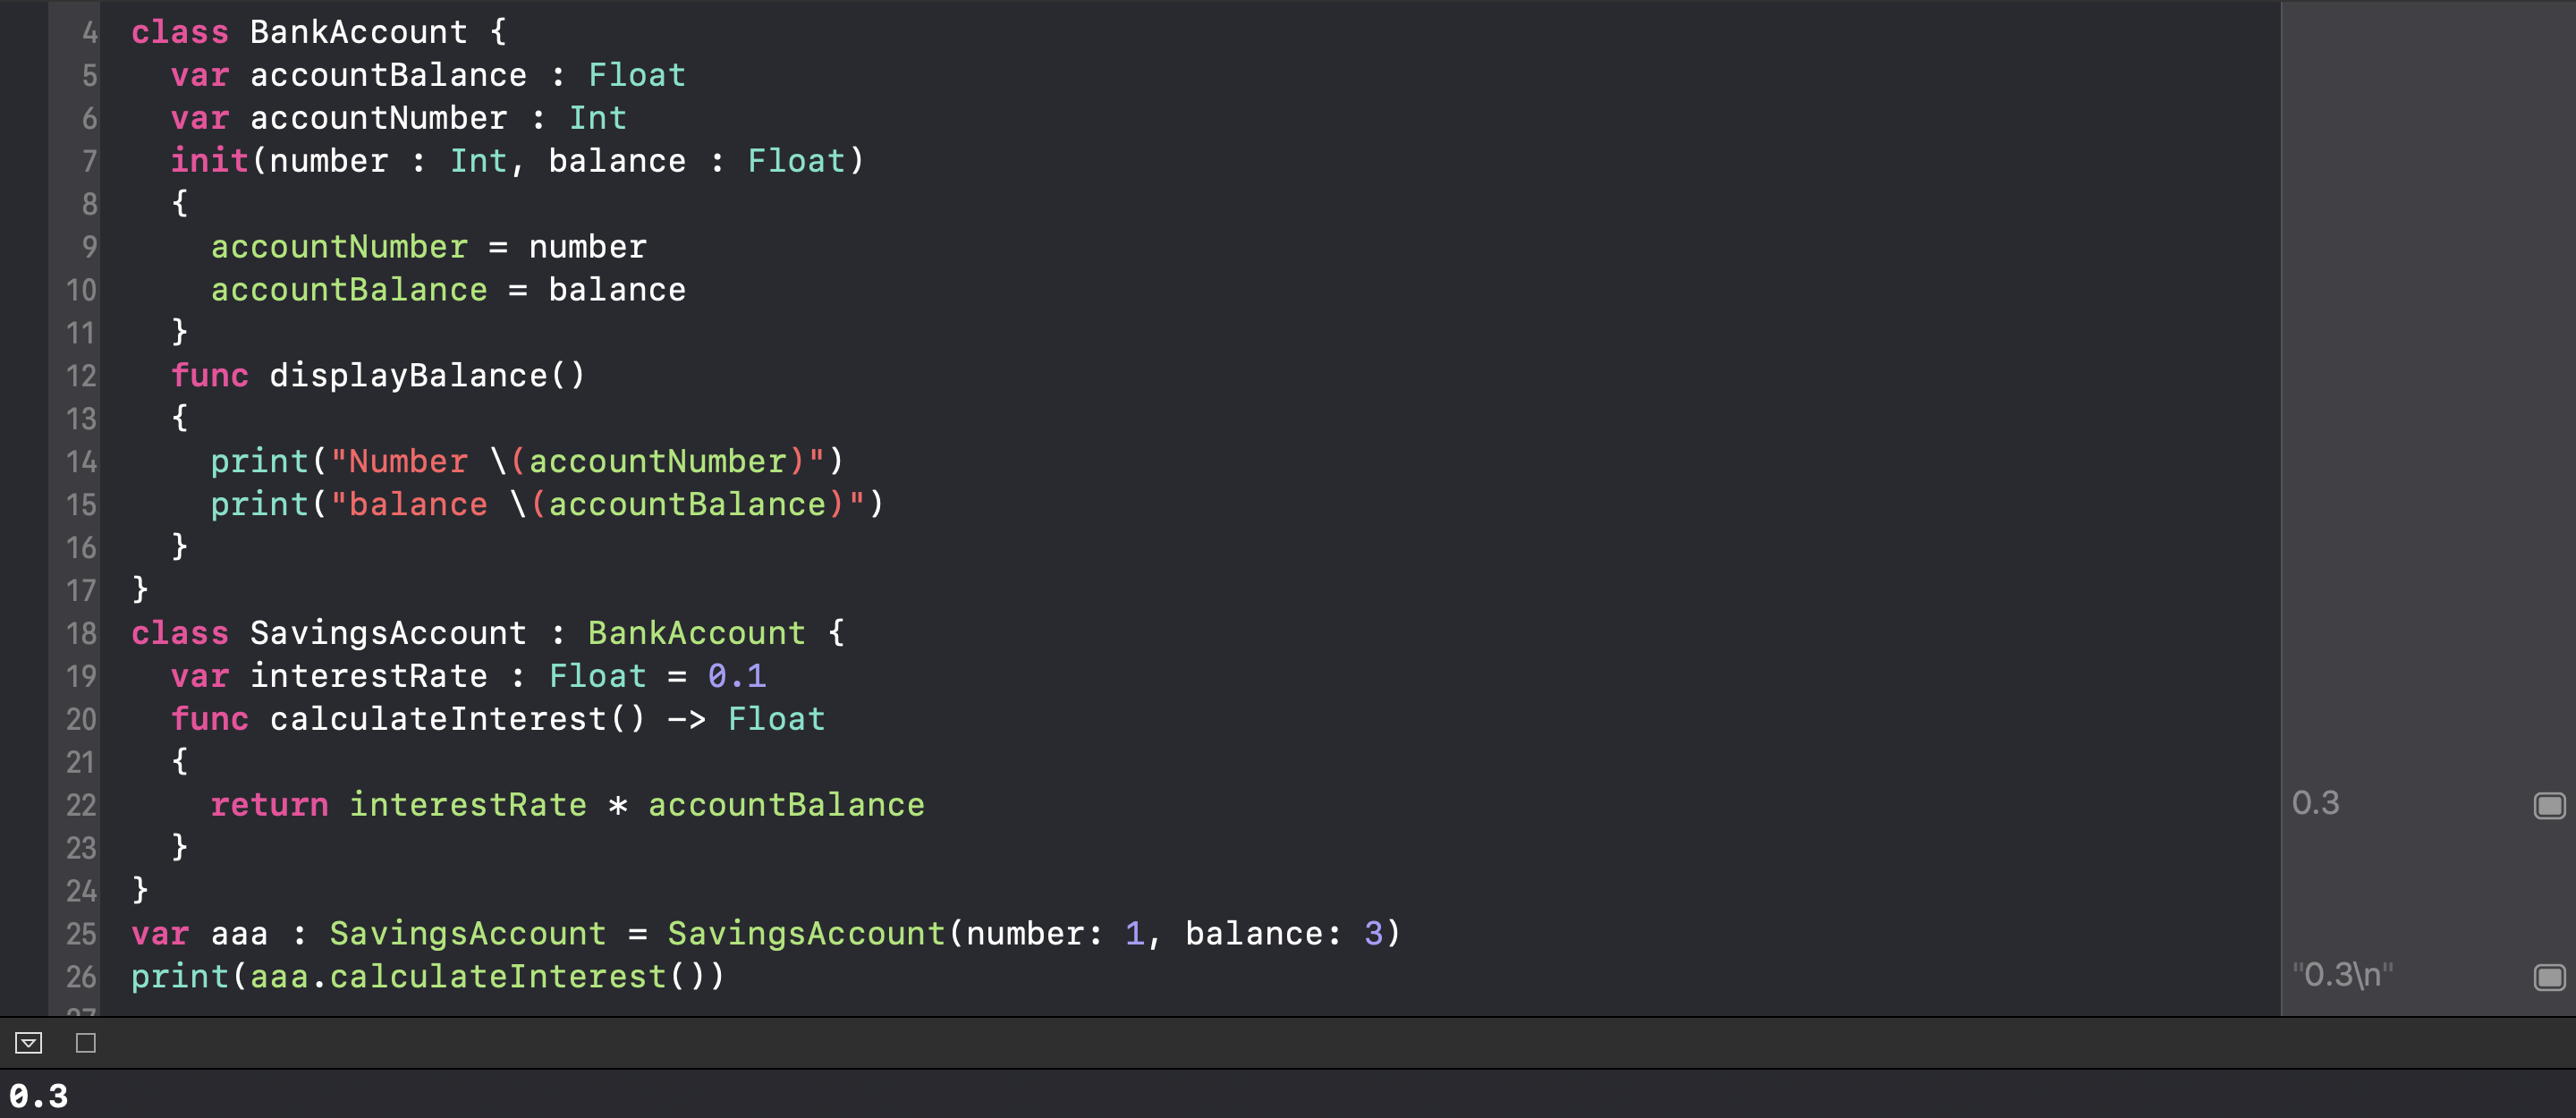 4 class BankAccount {
5   var accountBalance : Float
6   var accountNumber : Int
7   init(number : Int, balance : Float)
8   {
9     accountNumber = number
10     accountBalance = balance
11   }
12   func displayBalance()
13   {
14     print("Number \(accountNumber)")
15     print("balance \(accountBalance)")
16   }
17 }
18 class SavingsAccount : BankAccount {
19   var interestRate : Float = 0.1
20   func calculateInterest() -> Float
21   {
22     return interestRate * accountBalance 0.3
23   }
24 }
25 var aaa : SavingsAccount = SavingsAccount(number: 1, balance: 3)
26 print(aaa.calculateInterest()) "0.3\n"
0.3